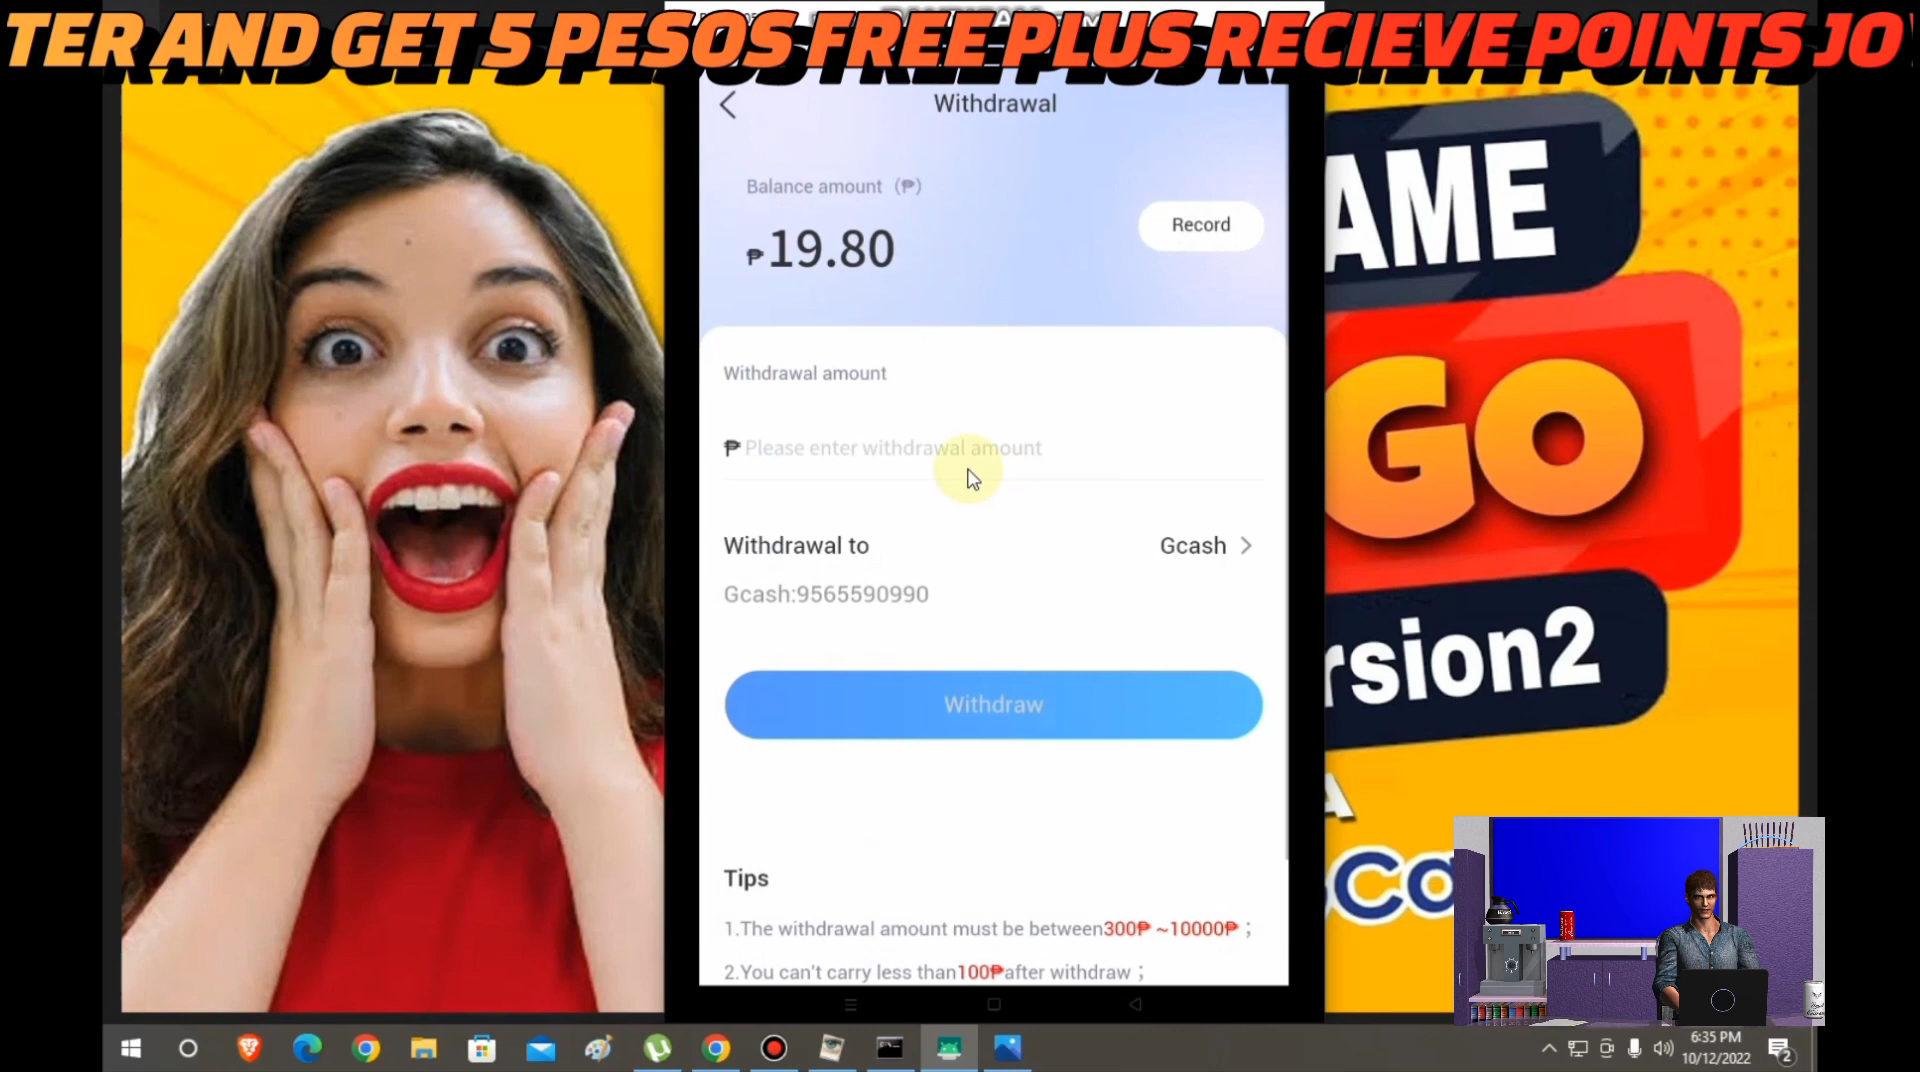 TER AND GET 5 PESOS FREE PLUS RECIEVE POINTS JO
Withdrawal
Balance amount (₱)
₱19.80
Record
Withdrawal amount
₱ Please enter withdrawal amount
Withdrawal to
Gcash >
Gcash:9565590990
Withdraw
Tips
1.The withdrawal amount must be between300₱ ~10000₱ ;
2.You can't carry less than100₱after withdraw ;
AME
GO
rsion2
A
GCa
6:35 PM
10/12/2022
2